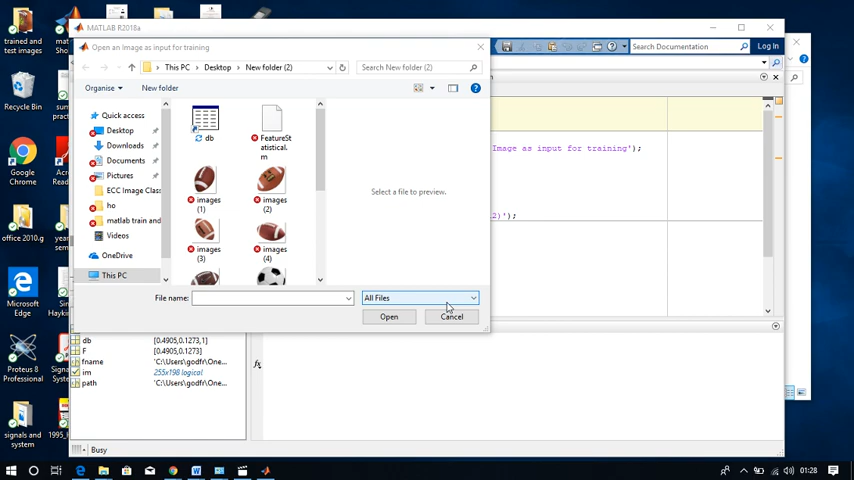 trained and
test images
Recycle Bin
Google
Chrome
office 2010.g
Microsoft
Edge
Proteus 8
Professional
signals and
system
MATLAB R2018a
Open an Image as input for training
This PC
Desktop
New folder (2)
Search New folder (2)
Search Documentation
Log In
Organise
New folder
Quick access
Desktop
Downloads
Documents
Pictures
ECC Image Class
ho
matlab train and
Videos
OneDrive
This PC
db
FeatureSt
atistical.
m
images
(1)
images
(2)
images
(3)
images
(4)
Select a file to preview.
Image as input for training');
2)');
File name:
All Files
Open
Cancel
db
[0.4905,0.1273,1]
F
[0.4905,0.1273]
fname
'C:\Users\godfr\One...
im
255x198 logical
path
'C:\Users\godfr\One...
fx
Busy
01:28